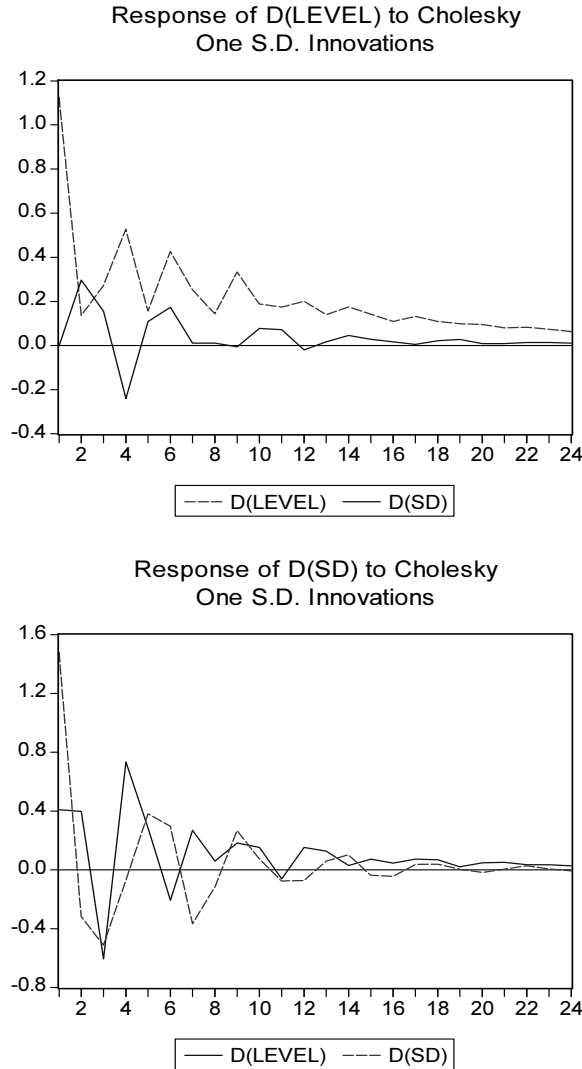 Response of D(LEVEL) to Cholesky
One S.D. Innovations
1.2
1.0
0.8
0.6
0.4
0.2
0.0
-0.2
-0.4
2 4 6 8 10 12 14 16 18 20 22 24
D(LEVEL) D(SD)
Response of D(SD) to Cholesky
One S.D. Innovations
1.6
1.2
0.8
0.4
0.0
-0.4
-0.8
2 4 6 8 10 12 14 16 18 20 22 24
D(LEVEL) D(SD)